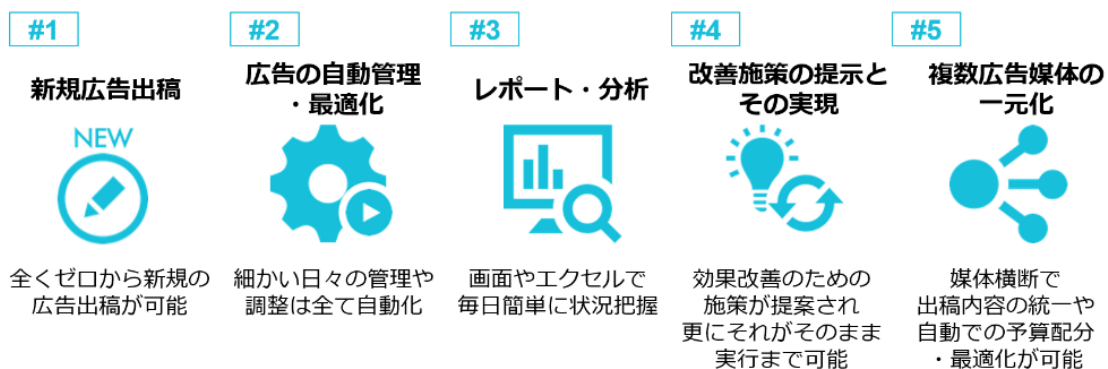 #1
新規広告出稿
NEW
全くゼロから新規の
広告出稿が可能
#2
広告の自動管理
・最適化
細かい日々の管理や
調整は全て自動化
#3
レポート・分析
画面やエクセルで
毎日簡単に状況把握
#4
改善施策の提示と
その実現
効果改善のための
施策が提案され
更にそれがそのまま
実行まで可能
#5
複数広告媒体の
一元化
媒体横断で
出稿内容の統一や
自動での予算配分
・最適化が可能